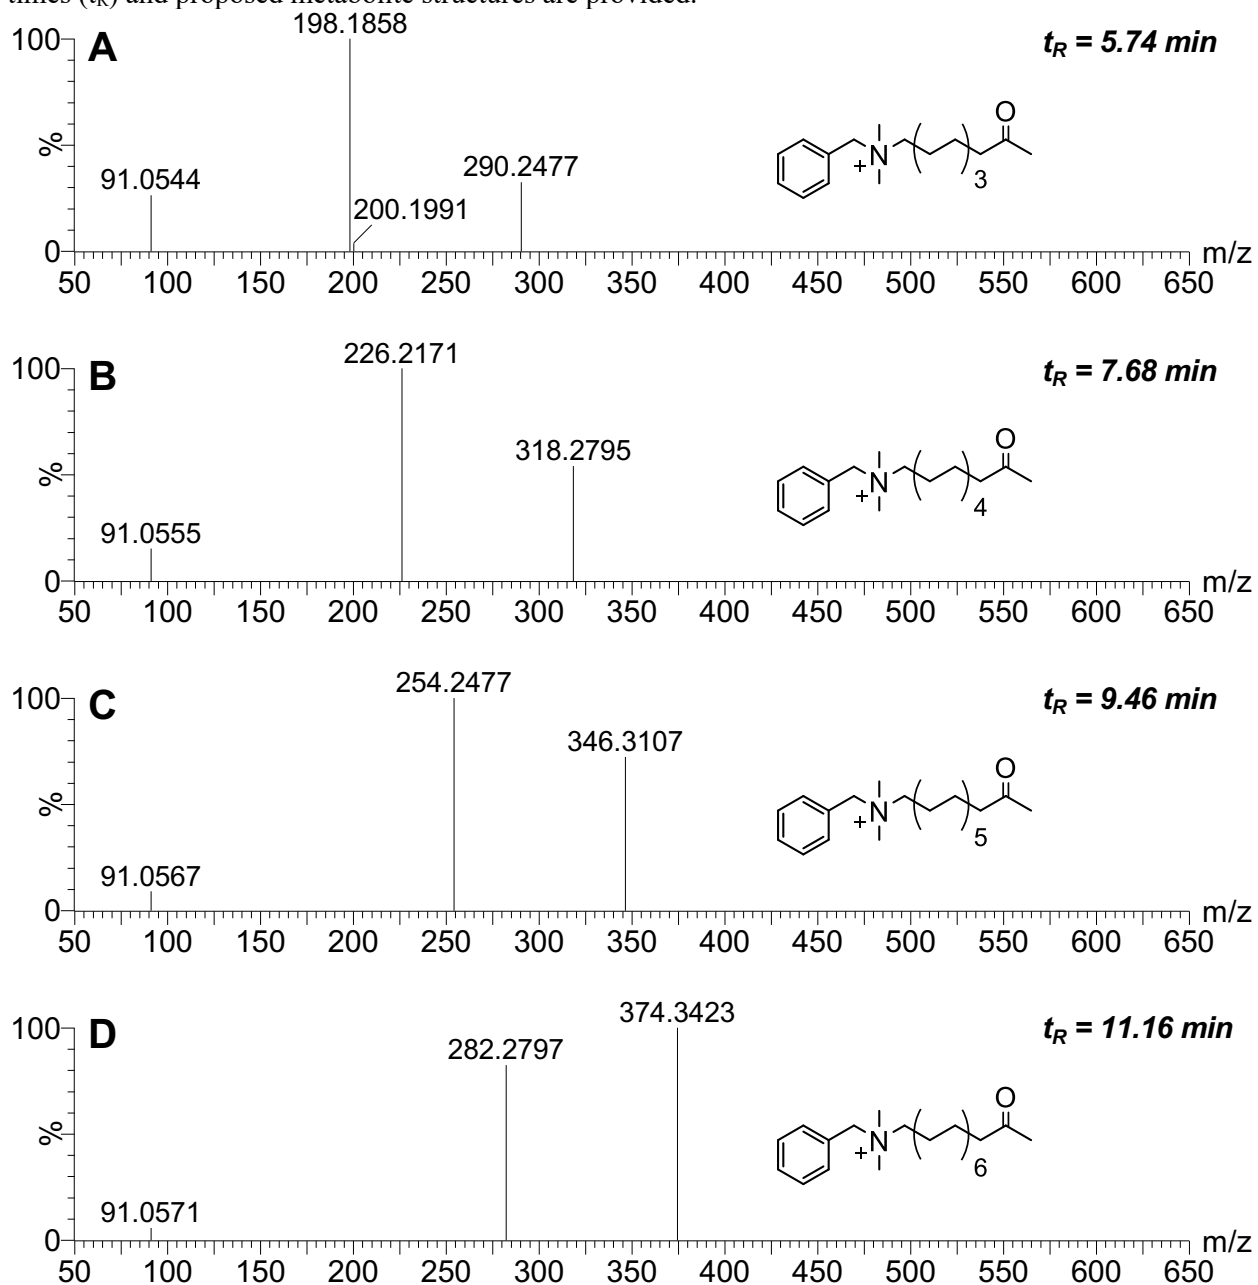 times (tR) and proposed metabolite structures are provided.
100
A
198.1858
tR = 5.74 min
%
91.0544
290.2477
200.1991
O
N
+
3
0
m/z
50 100 150 200 250 300 350 400 450 500 550 600 650
100
B
226.2171
tR = 7.68 min
%
91.0555
318.2795
O
N
+
4
0
m/z
50 100 150 200 250 300 350 400 450 500 550 600 650
100
C
254.2477
tR = 9.46 min
%
91.0567
346.3107
O
N
+
5
0
m/z
50 100 150 200 250 300 350 400 450 500 550 600 650
100
D
374.3423
tR = 11.16 min
282.2797
%
91.0571
O
N
+
6
0
m/z
50 100 150 200 250 300 350 400 450 500 550 600 650